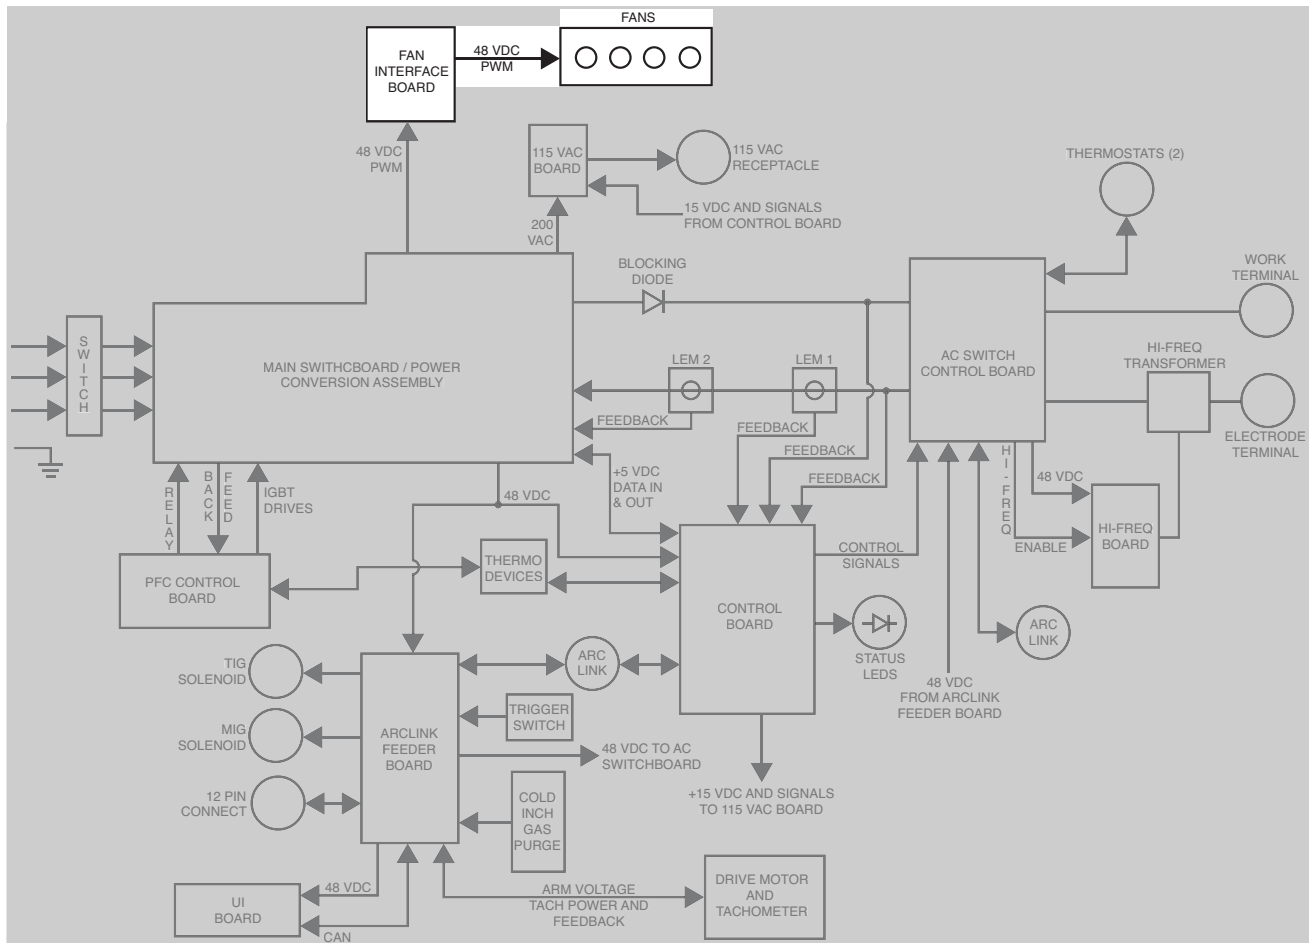 FANS
FAN
INTERFACE
BOARD
48 VDC
PWM
48 VDC
PWM
115 VAC
BOARD
115 VAC
RECEPTACLE
THERMOSTATS (2)
15 VDC AND SIGNALS
FROM CONTROL BOARD
200
VAC
BLOCKING
DIODE
WORK
TERMINAL
SWITCH
MAIN SWITHCBOARD / POWER
CONVERSION ASSEMBLY
LEM 2
LEM 1
AC SWITCH
CONTROL BOARD
HI-FREQ
TRANSFORMER
ELECTRODE
TERMINAL
FEEDBACK
FEEDBACK
FEEDBACK
FEEDBACK
+5 VDC
DATA IN
& OUT
RELAY
BACK
FEED
IGBT
DRIVES
48 VDC
HI-FREQ
48 VDC
ENABLE
HI-FREQ
BOARD
PFC CONTROL
BOARD
THERMO
DEVICES
CONTROL
SIGNALS
CONTROL
BOARD
STATUS
LEDS
ARC
LINK
48 VDC
FROM ARCLINK
FEEDER BOARD
TIG
SOLENOID
ARC
LINK
MIG
SOLENOID
ARCLINK
FEEDER
BOARD
TRIGGER
SWITCH
48 VDC TO AC
SWITCHBOARD
12 PIN
CONNECT
COLD
INCH
GAS
PURGE
+15 VDC AND SIGNALS
TO 115 VAC BOARD
UI
BOARD
48 VDC
CAN
ARM VOLTAGE
TACH POWER AND
FEEDBACK
DRIVE MOTOR
AND
TACHOMETER